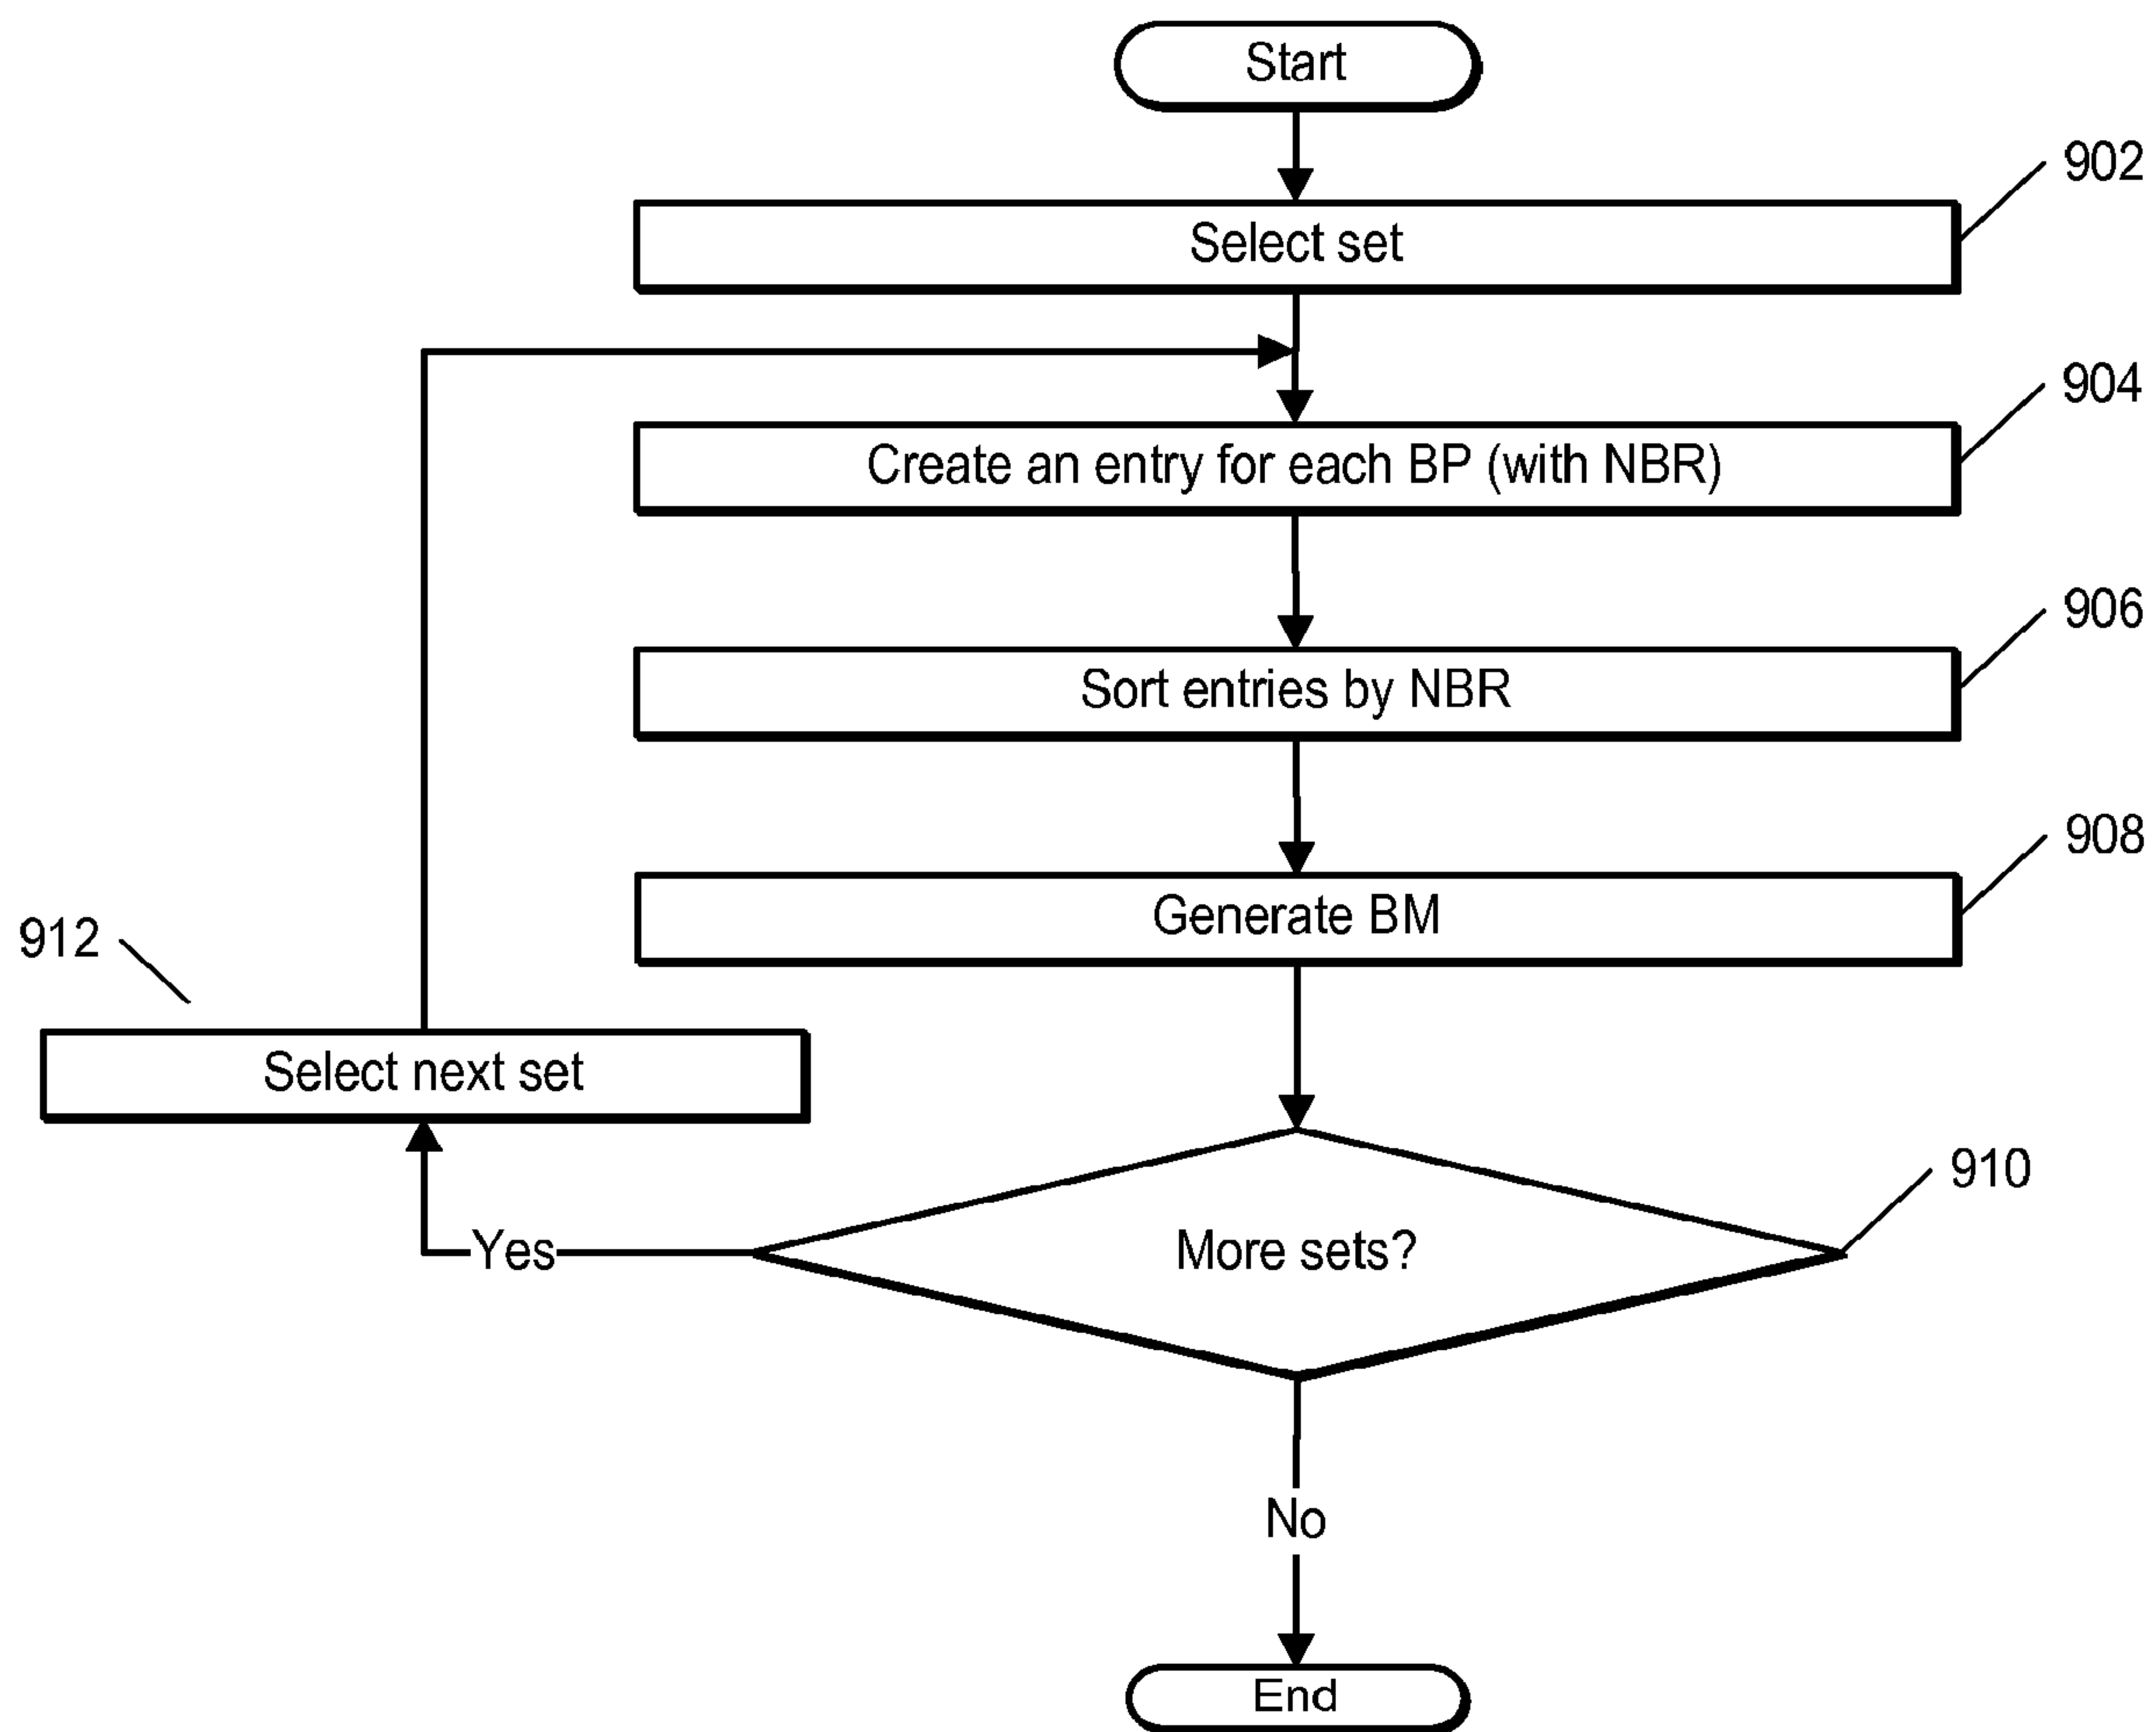 Start
902
Select set
904
Create an entry for each BP (with NBR)
906
Sort entries by NBR
908
Generate BM
912
Select next set
910
More sets?
Yes
No
End